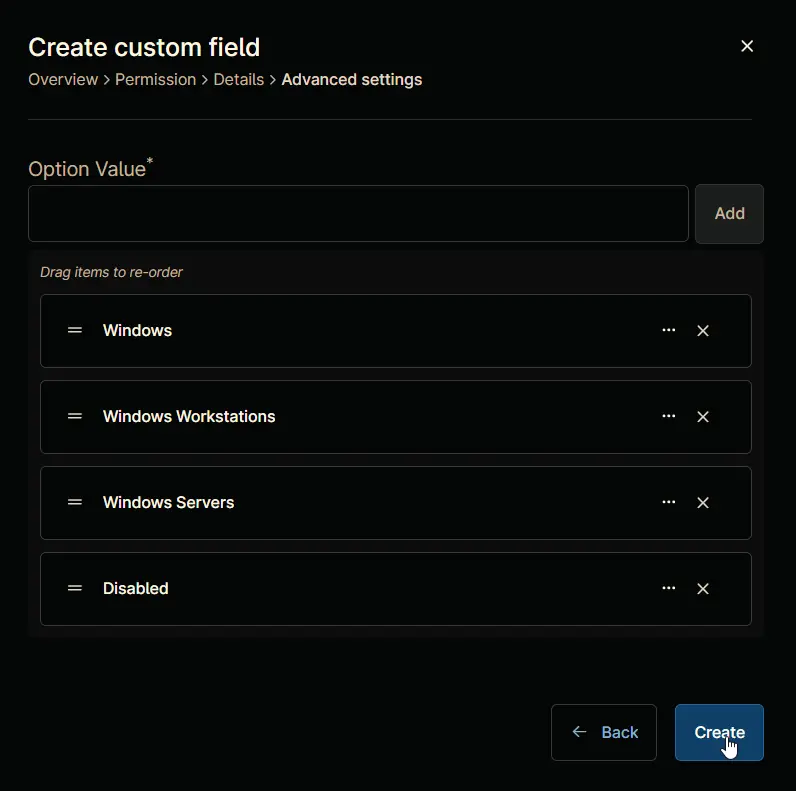 Create custom field
Overview > Permission > Details > Advanced settings
Option Value*
Add
Drag items to re-order
Windows
Windows Workstations
Windows Servers
Disabled
Back
Create